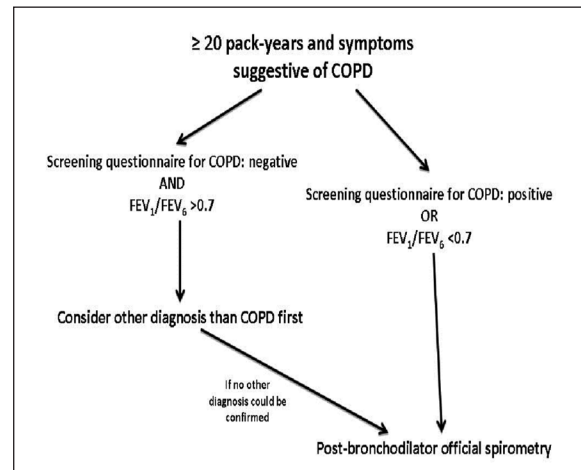 ≥ 20 pack-years and symptoms
suggestive of COPD
Screening questionnaire for COPD: negative
AND
FEV₁/FEV₆ >0.7
Screening questionnaire for COPD: positive
OR
FEV₁/FEV₆ <0.7
Consider other diagnosis than COPD first
If no other
diagnosis could be
confirmed
Post-bronchodilator official spirometry